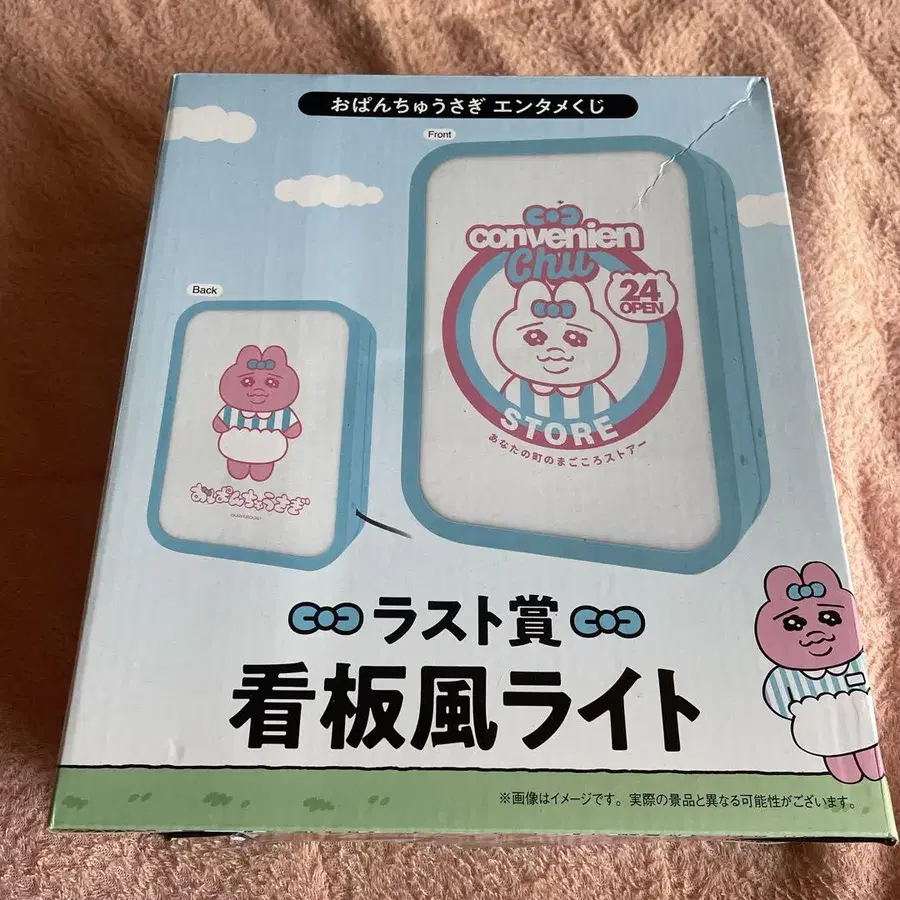 おぱんちゅうさぎ エンタメくじ
Front
convenien
Chu
24
OPEN
STORE
あなたの町のまごころストアー
Back
おぱんちゅうさぎ
ラスト賞
看板風ライト
※画像はイメージです。実際の景品と異なる可能性がございます。